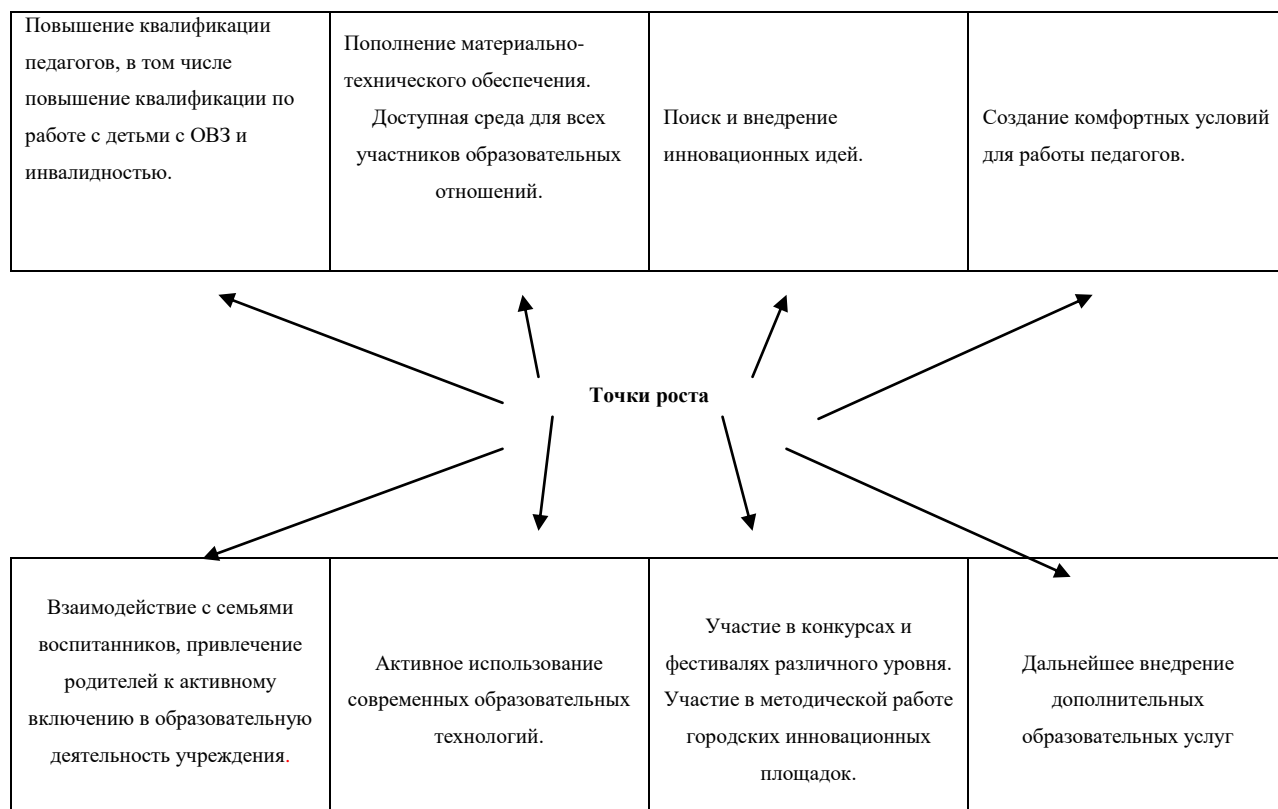 Повышение квалификации
педагогов, в том числе
повышение квалификации по
работе с детьми с ОВЗ и
инвалидностью.
Пополнение материально-
технического обеспечения.
Доступная среда для всех
участников образовательных
отношений.
Поиск и внедрение
инновационных идей.
Создание комфортных условий
для работы педагогов.
Точки роста
Взаимодействие с семьями
воспитанников, привлечение
родителей к активному
включению в образовательную
деятельность учреждения.
Активное использование
современных образовательных
технологий.
Участие в конкурсах и
фестивалях различного уровня.
Участие в методической работе
городских инновационных
площадок.
Дальнейшее внедрение
дополнительных
образовательных услуг